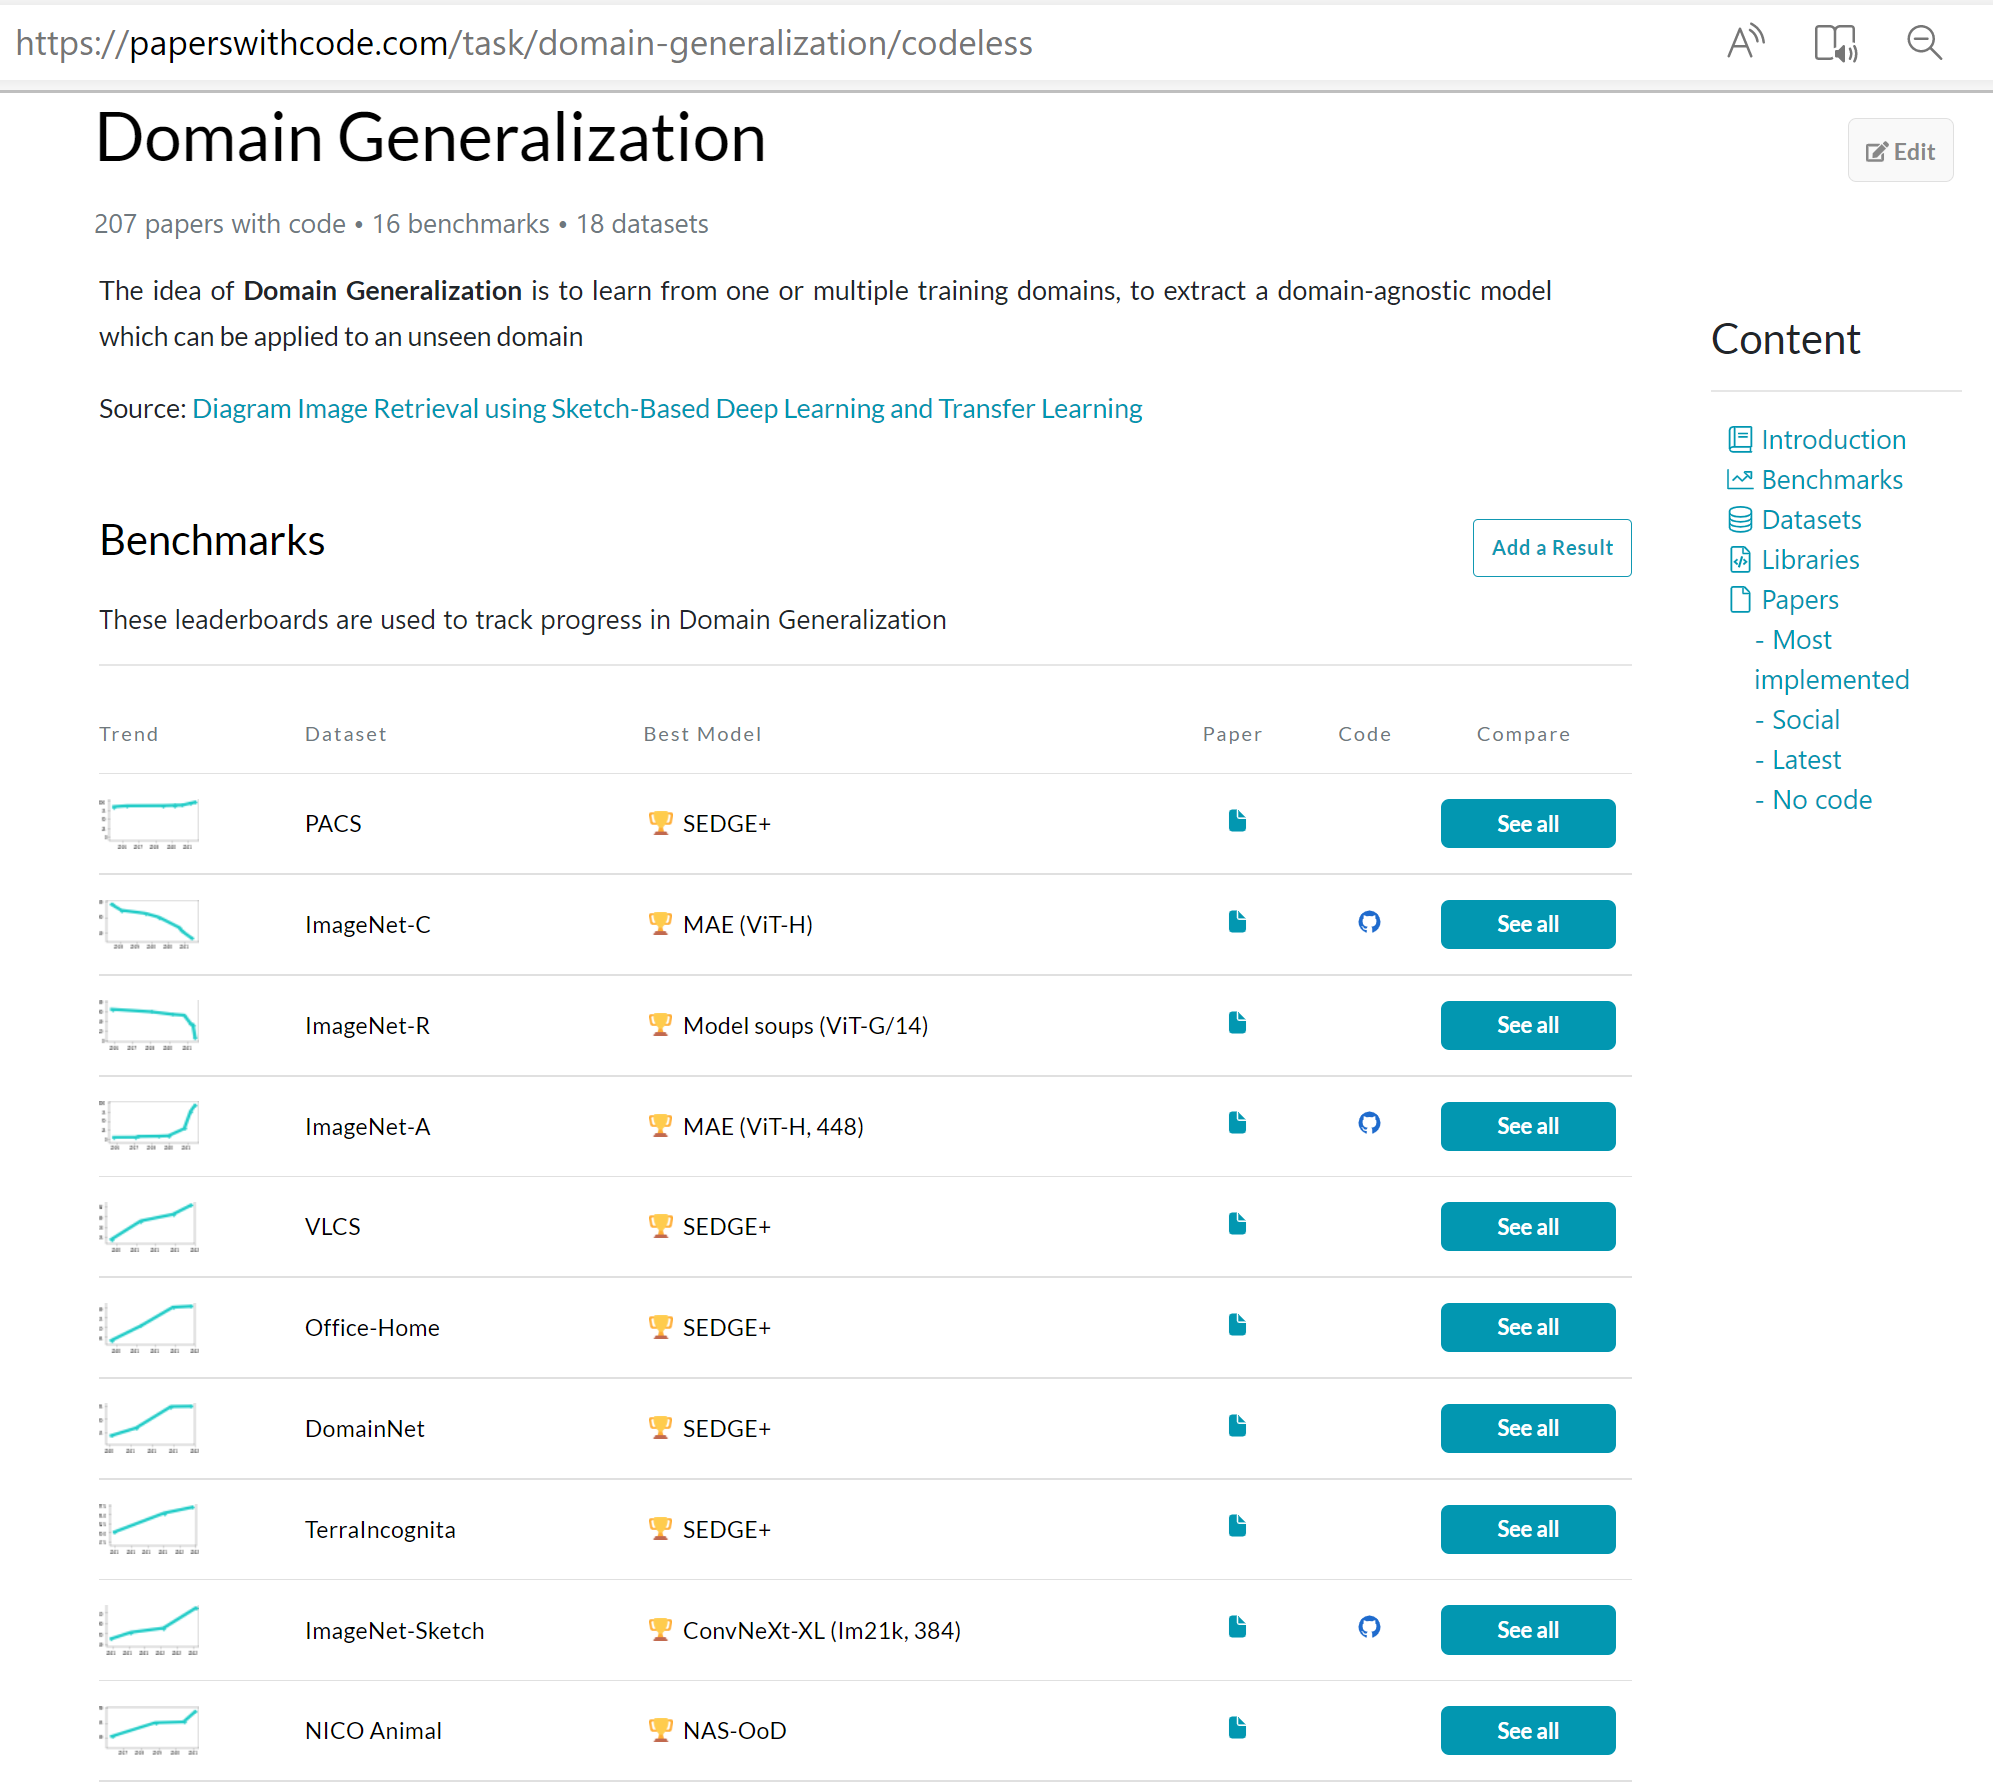 https://paperswithcode.com/task/domain-generalization/codeless
Domain Generalization
Edit
207 papers with code • 16 benchmarks • 18 datasets
The idea of Domain Generalization is to learn from one or multiple training domains, to extract a domain-agnostic model
which can be applied to an unseen domain
Source: Diagram Image Retrieval using Sketch-Based Deep Learning and Transfer Learning
Content
Introduction
Benchmarks
Datasets
Libraries
Papers
- Most
implemented
- Social
- Latest
- No code
Benchmarks
Add a Result
These leaderboards are used to track progress in Domain Generalization
Trend Dataset Best Model Paper Code Compare
PACS SEDGE+ See all
ImageNet-C MAE (ViT-H) See all
ImageNet-R Model soups (ViT-G/14) See all
ImageNet-A MAE (ViT-H, 448) See all
VLCS SEDGE+ See all
Office-Home SEDGE+ See all
DomainNet SEDGE+ See all
TerraIncognita SEDGE+ See all
ImageNet-Sketch ConvNeXt-XL (Im21k, 384) See all
NICO Animal NAS-OoD See all